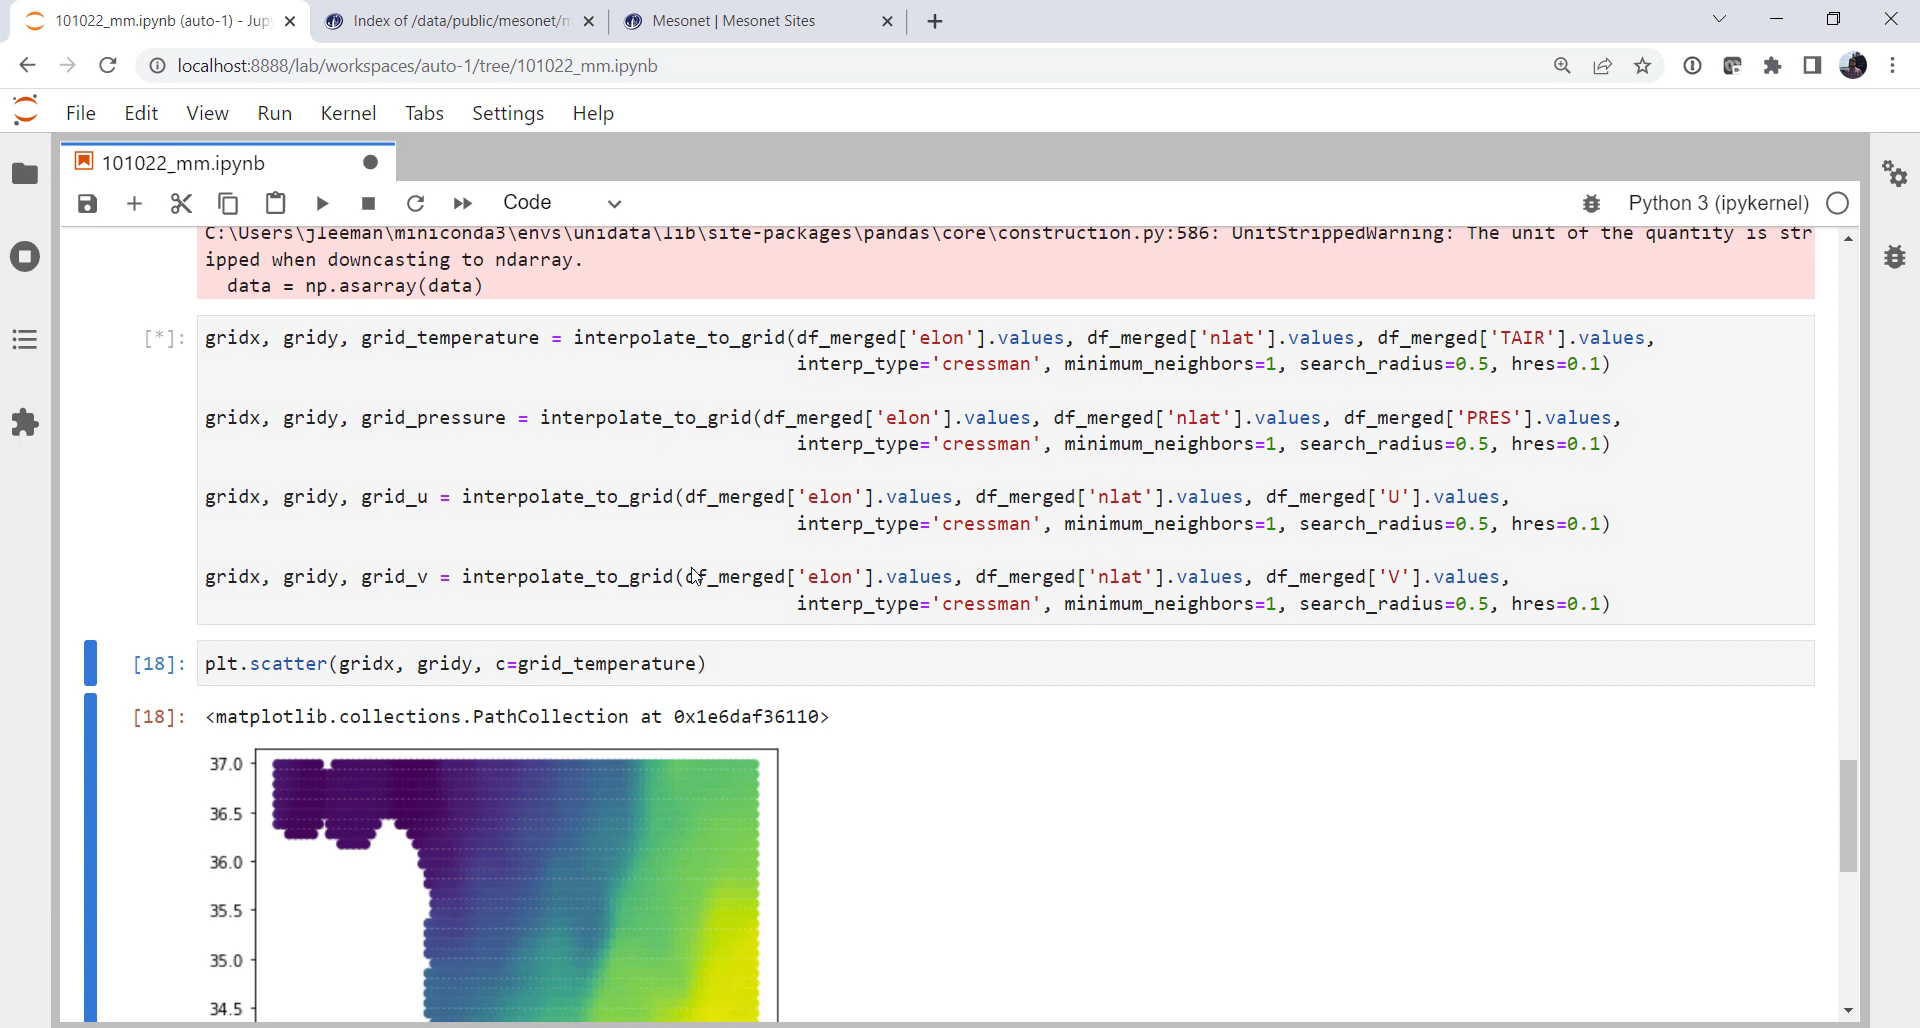 101022_mm.ipynb (auto-1) - Jup
Index of /data/public/mesonet/m
Mesonet | Mesonet Sites
localhost:8888/lab/workspaces/auto-1/tree/101022_mm.ipynb
File Edit View Run Kernel Tabs Settings Help
101022_mm.ipynb
Code
Python 3 (ipykernel)
C:\Users\jleeman\miniconda3\envs\unidata\lib\site-packages\pandas\core\construction.py:586: UnitStrippedWarning: The unit of the quantity is str
ipped when downcasting to ndarray.
data = np.asarray(data)
[*]: gridx, gridy, grid_temperature = interpolate_to_grid(df_merged['elon'].values, df_merged['nlat'].values, df_merged['TAIR'].values,
interp_type='cressman', minimum_neighbors=1, search_radius=0.5, hres=0.1)
gridx, gridy, grid_pressure = interpolate_to_grid(df_merged['elon'].values, df_merged['nlat'].values, df_merged['PRES'].values,
interp_type='cressman', minimum_neighbors=1, search_radius=0.5, hres=0.1)
gridx, gridy, grid_u = interpolate_to_grid(df_merged['elon'].values, df_merged['nlat'].values, df_merged['U'].values,
interp_type='cressman', minimum_neighbors=1, search_radius=0.5, hres=0.1)
gridx, gridy, grid_v = interpolate_to_grid(df_merged['elon'].values, df_merged['nlat'].values, df_merged['V'].values,
interp_type='cressman', minimum_neighbors=1, search_radius=0.5, hres=0.1)
[18]: plt.scatter(gridx, gridy, c=grid_temperature)
[18]: <matplotlib.collections.PathCollection at 0x1e6daf36110>
37.0
36.5
36.0
35.5
35.0
34.5